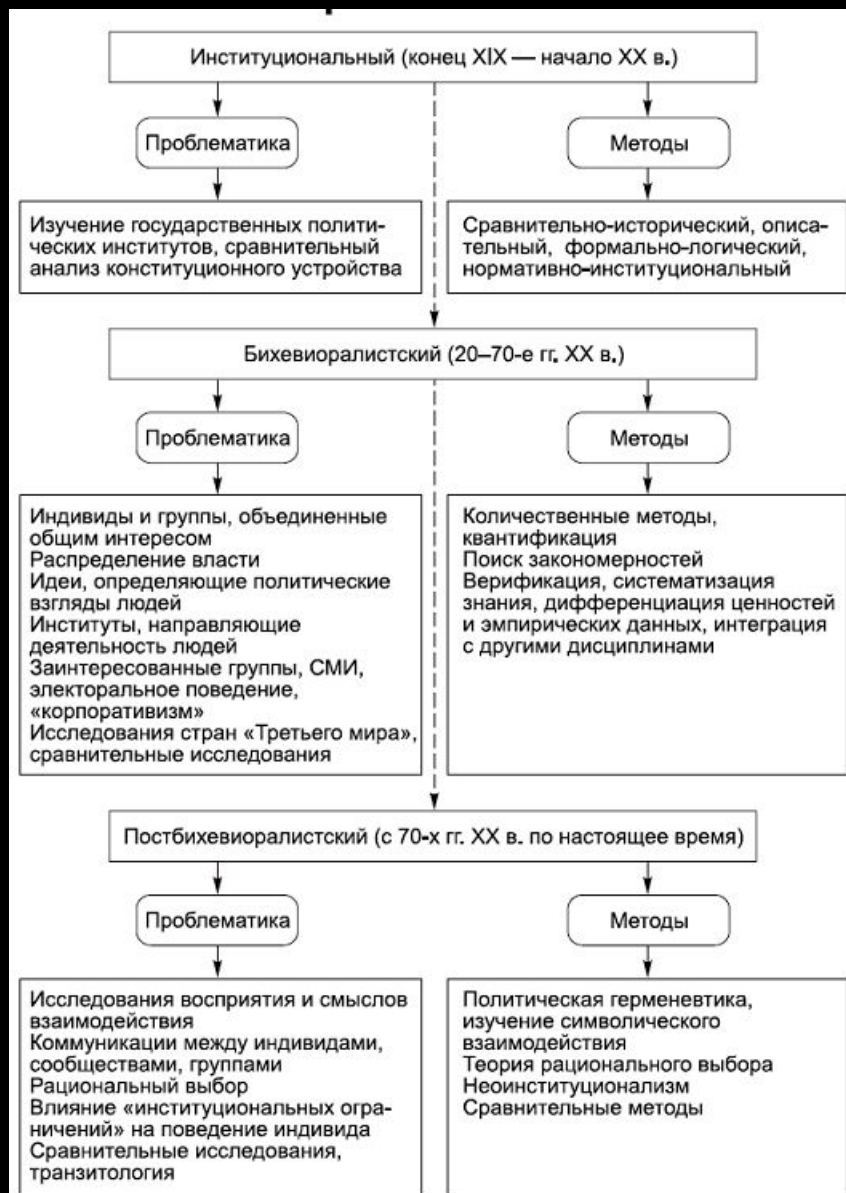 Институциональный (конец XIX — начало XX в.)
Проблематика
Методы
Изучение государственных полити-
ческих институтов, сравнительный
анализ конституционного устройства
Сравнительно-исторический, описа-
тельный, формально-логический,
нормативно-институциональный
Бихевиоралистский (20–70-е гг. XX в.)
Проблематика
Методы
Индивиды и группы, объединенные
общим интересом
Распределение власти
Идеи, определяющие политические
взгляды людей
Институты, направляющие
деятельность людей
Заинтересованные группы, СМИ,
электоральное поведение,
«корпоративизм»
Исследования стран «Третьего мира»,
сравнительные исследования
Количественные методы,
квантификация
Поиск закономерностей
Верификация, систематизация
знания, дифференциация ценностей
и эмпирических данных, интеграция
с другими дисциплинами
Постбихевиоралистский (с 70-х гг. XX в. по настоящее время)
Проблематика
Методы
Исследования восприятия и смыслов
взаимодействия
Коммуникации между индивидами,
сообществами, группами
Рациональный выбор
Влияние «институциональных огра-
ничений» на поведение индивида
Сравнительные исследования,
транзитология
Политическая герменевтика,
изучение символического
взаимодействия
Теория рационального выбора
Неоинституционализм
Сравнительные методы